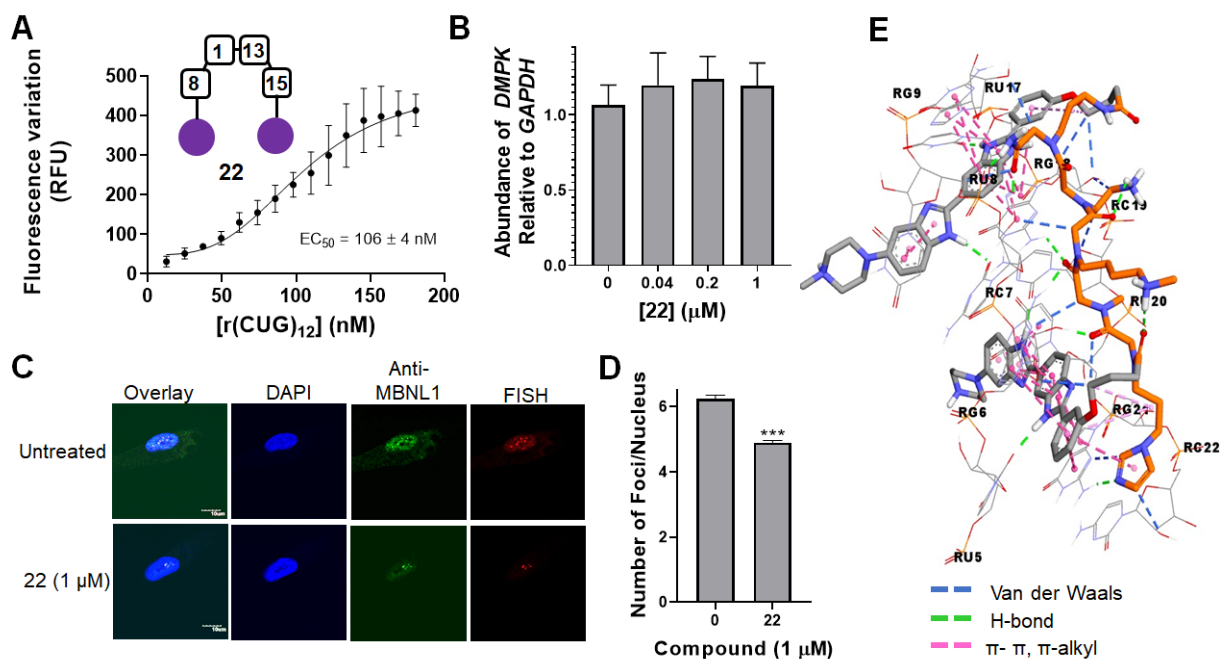 A
1
13
8
15
22
Fluorescence variation
(RFU)
500
400
300
200
100
0
0
50
100
150
200
EC50 = 106 ± 4 nM
[r(CUG)12] (nM)
B
Abundance of DMPK
Relative to GAPDH
1.0
0.5
0.0
0
0.04
0.2
1
[22] (μM)
C
Overlay
DAPI
Anti-
MBNL1
FISH
Untreated
10μm
22 (1 μM)
10μm
D
Number of Foci/Nucleus
6
4
2
0
***
0
22
Compound (1 μM)
E
RG9
RU17
RU8
RC19
RC7
RG6
RC22
RU5
Van der Waals
H-bond
π- π, π-alkyl